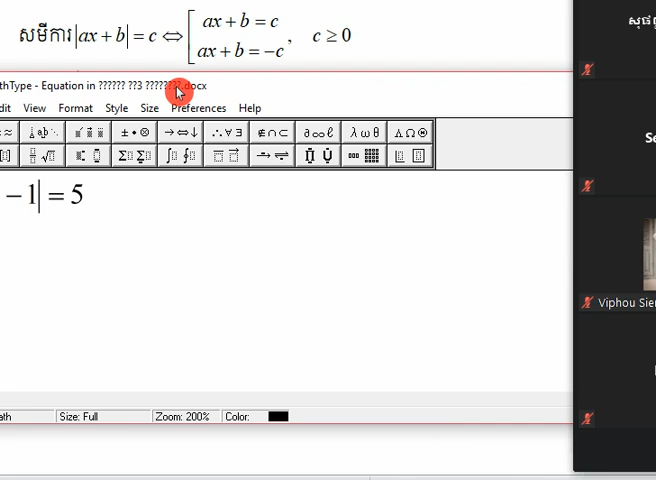 សមីការ |ax + b| = c ⇔ [ ax + b = c
ax + b = −c , c ≥ 0
thType - Equation in ?????? ??3 ????????.docx
dit View Format Style Size Preferences Help
− 1| = 5
Viphou Sie
ath Size: Full Zoom: 200% Color: